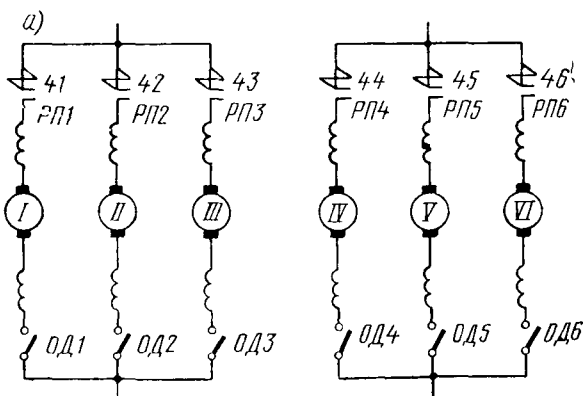 а)
41 42 43 44 45 46
РП1 РП2 РП3 РП4 РП5 РП6
I II III IV V VI
ОД1 ОД2 ОД3 ОД4 ОД5 ОД6